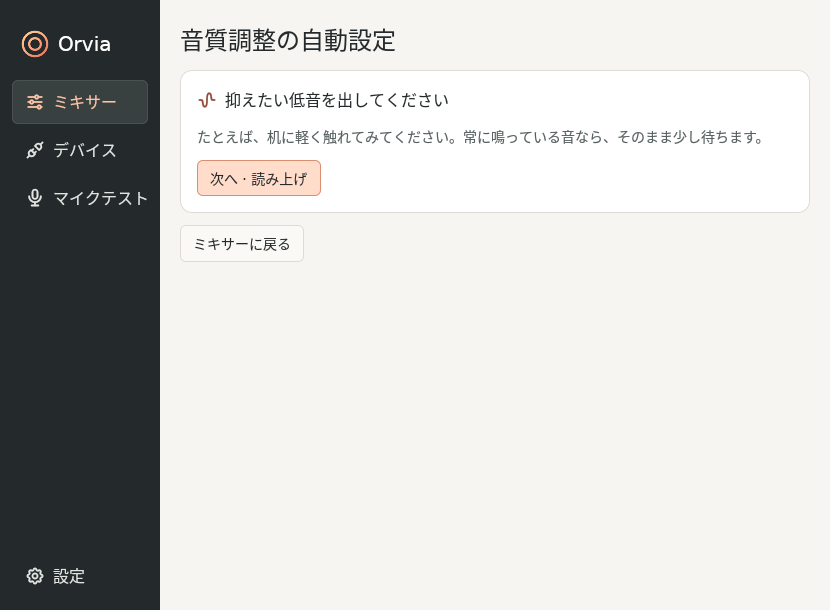 Orvia
ミキサー
デバイス
マイクテスト
設定
音質調整の自動設定
抑えたい低音を出してください
たとえば、机に軽く触れてみてください。常に鳴っている音なら、そのまま少し待ちます。
次へ · 読み上げ
ミキサーに戻る